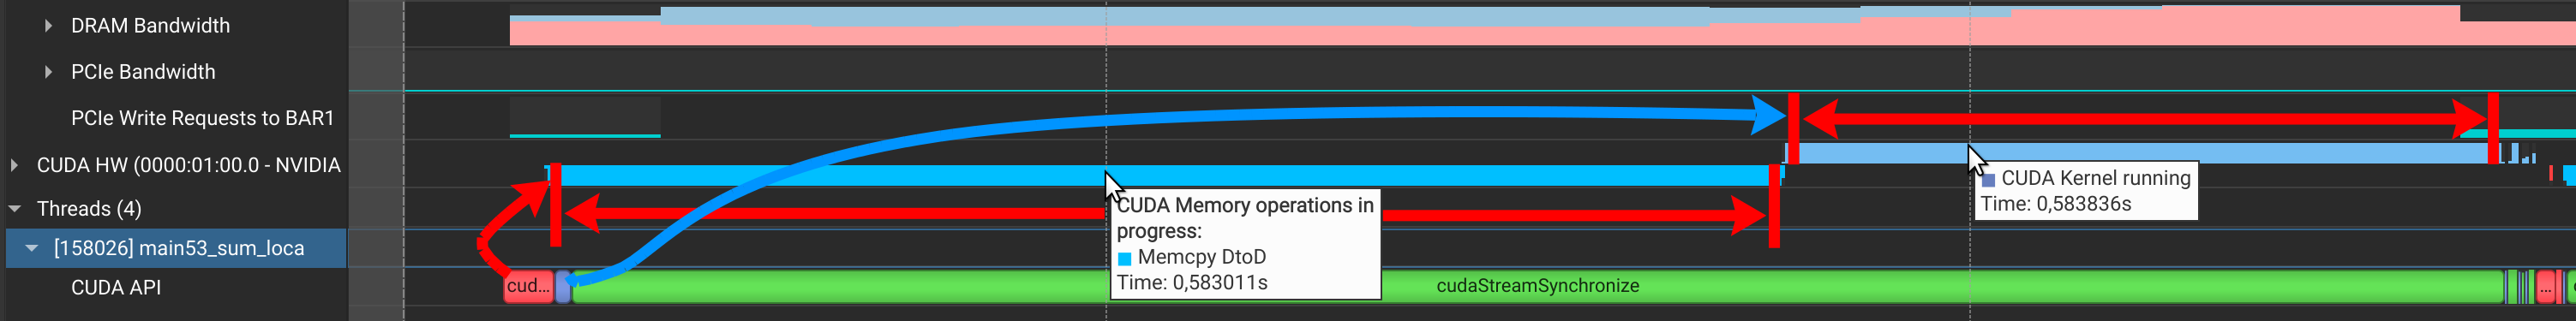 DRAM Bandwidth
PCIe Bandwidth
PCIe Write Requests to BAR1
CUDA HW (0000:01:00.0 - NVIDIA
CUDA Kernel running
Time: 0,583836s
Threads (4)
CUDA Memory operations in
progress:
Memcpy DtoD
Time: 0,583011s
[158026] main53_sum_loca
CUDA API
cud...
cudaStreamSynchronize
...